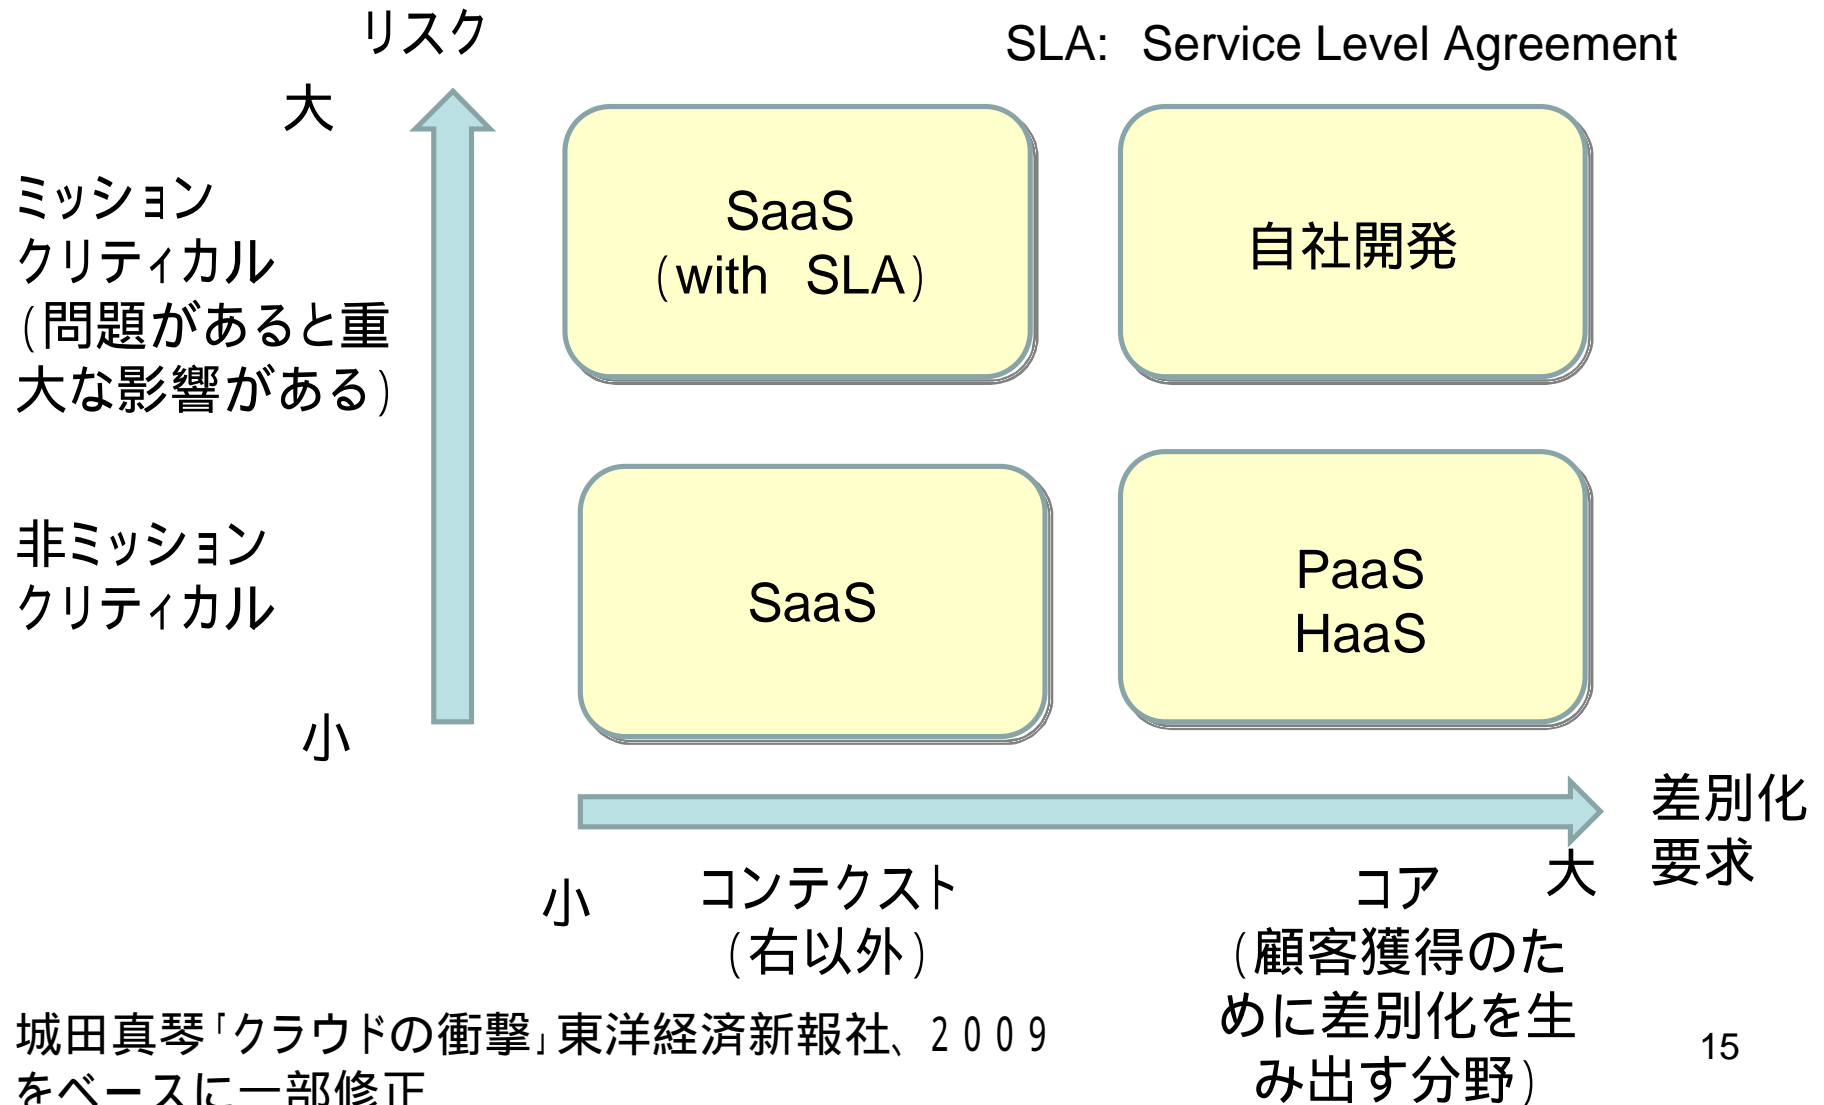 リスク
SLA: Service Level Agreement
大
ミッション
クリティカル
(問題があると重
大な影響がある)
SaaS
(with SLA)
自社開発
非ミッション
クリティカル
SaaS
PaaS
HaaS
小
差別化
要求
小
コンテクスト
(右以外)
コア
大
(顧客獲得のた
めに差別化を生
み出す分野)
城田真琴「クラウドの衝撃」東洋経済新報社、2009
をベースに一部修正
15